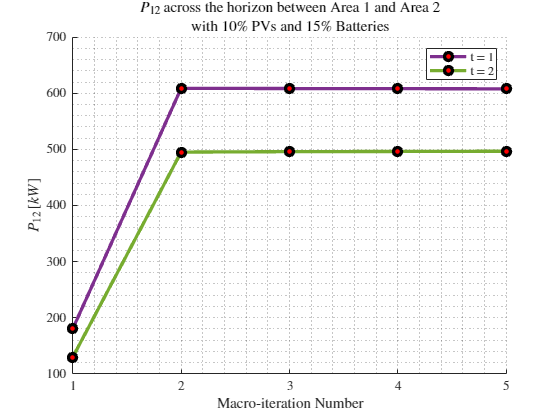 P12 across the horizon between Area 1 and Area 2
with 10% PVs and 15% Batteries
t = 1
t = 2
700
600
500
400
300
200
100
P12 [kW]
1
2
3
4
5
Macro-iteration Number